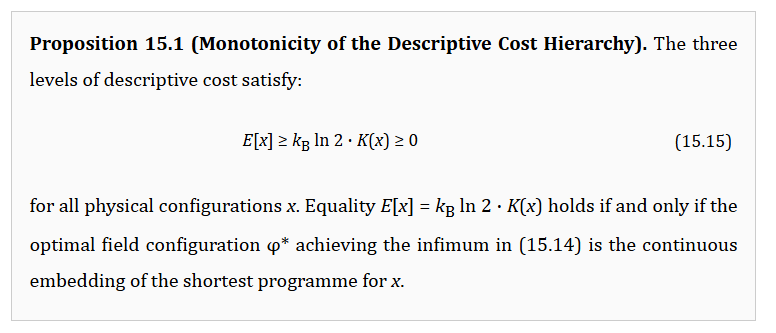 Proposition 15.1 (Monotonicity of the Descriptive Cost Hierarchy). The three
levels of descriptive cost satisfy:
E[x] ≥ k_B ln 2 · K(x) ≥ 0 (15.15)
for all physical configurations x. Equality E[x] = k_B ln 2 · K(x) holds if and only if the
optimal field configuration φ* achieving the infimum in (15.14) is the continuous
embedding of the shortest programme for x.